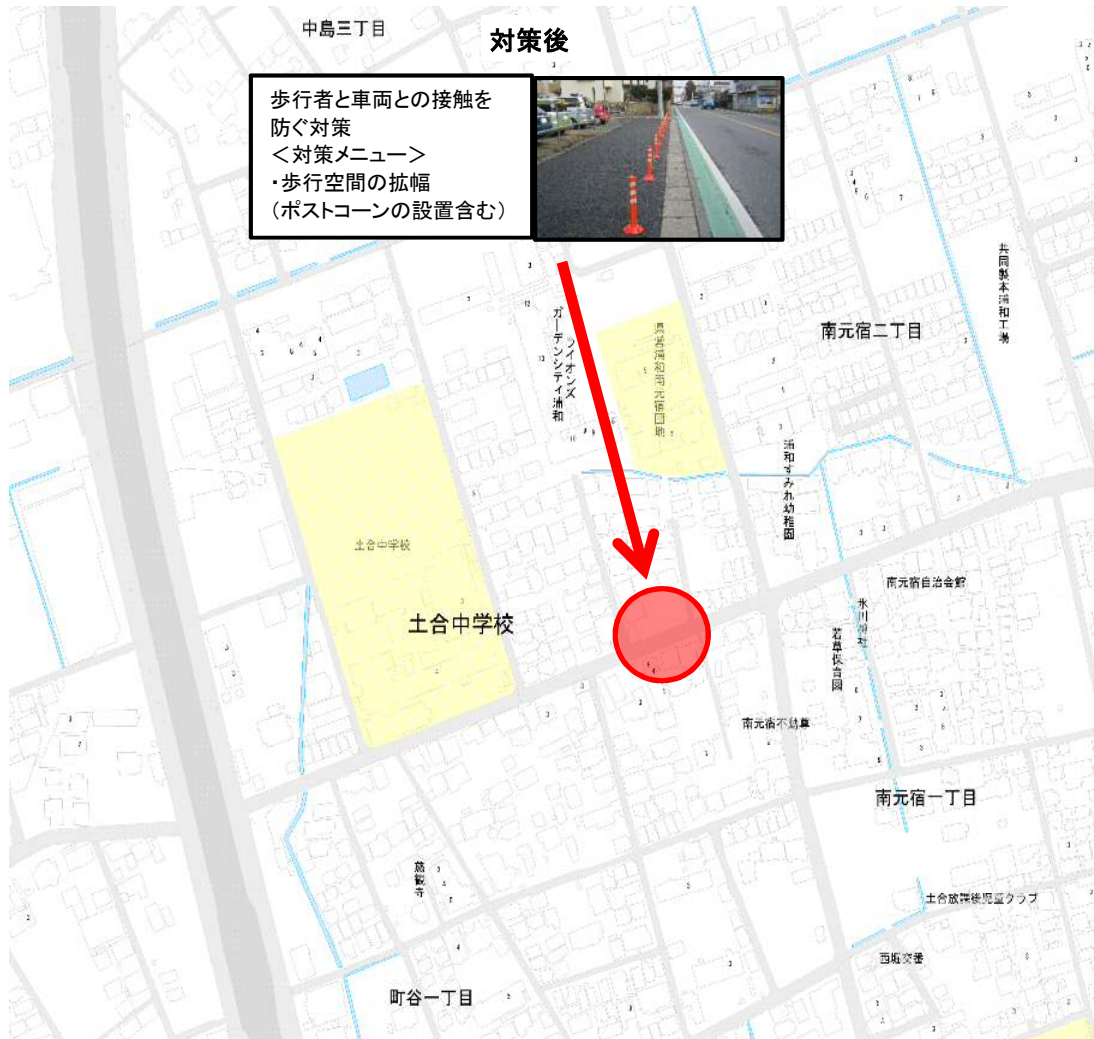 中島三丁目
対策後
歩行者と車両との接触を
防ぐ対策
＜対策メニュー＞
・歩行空間の拡幅
（ポストコーンの設置含む）
共同製本浦和工場
南元宿二丁目
ライオンズ
ガーデンシティ浦和
県営浦和南元宿団地
浦和すみれ幼稚園
土合中学校
土合中学校
南元宿自治会館
氷川神社
若草保育園
南元宿不動尊
南元宿一丁目
土合放課後児童クラブ
西堀交番
町谷一丁目